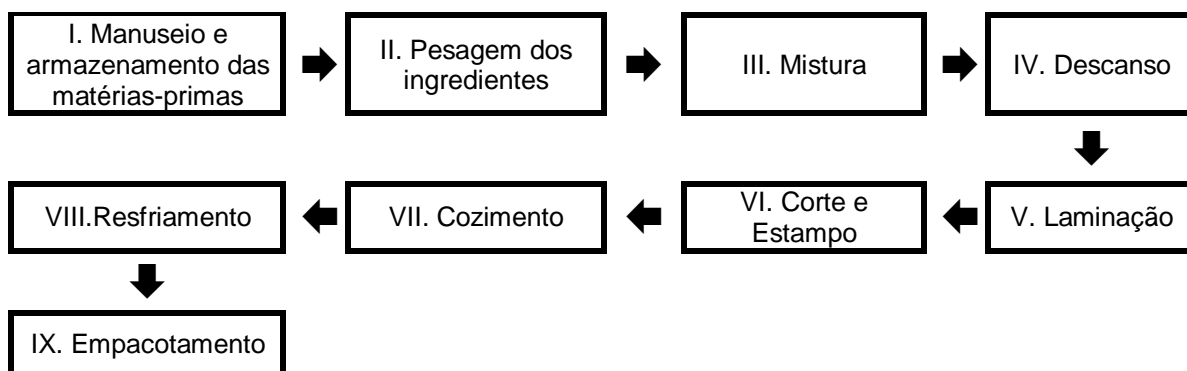 I. Manuseio e
armazenamento das
matérias-primas
II. Pesagem dos
ingredientes
III. Mistura
IV. Descanso
V. Laminação
VI. Corte e
Estampo
VII. Cozimento
VIII.Resfriamento
IX. Empacotamento